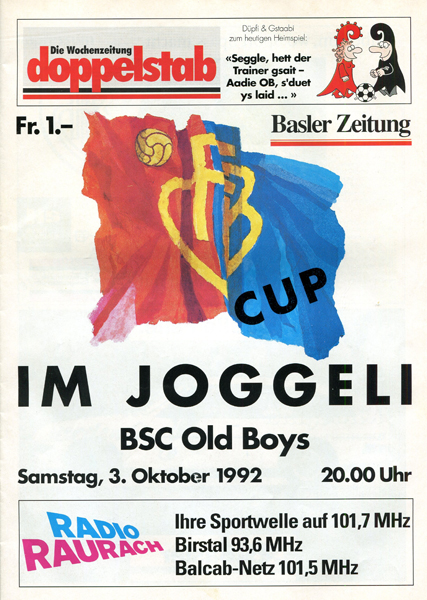 Die Wochenzeitung
doppelstab
Düpfi & Gstaabi
zum heutigen Heimspiel:
«Seggle, hett der
Trainer gsait –
Aadie OB, s'duet
ys laid ... »
Fr. 1.–
Basler Zeitung
FCB
CUP
IM JOGGELI
BSC Old Boys
Samstag, 3. Oktober 1992 20.00 Uhr
RADIO
RAURACH
Ihre Sportwelle auf 101,7 MHz
Birstal 93,6 MHz
Balcab-Netz 101,5 MHz